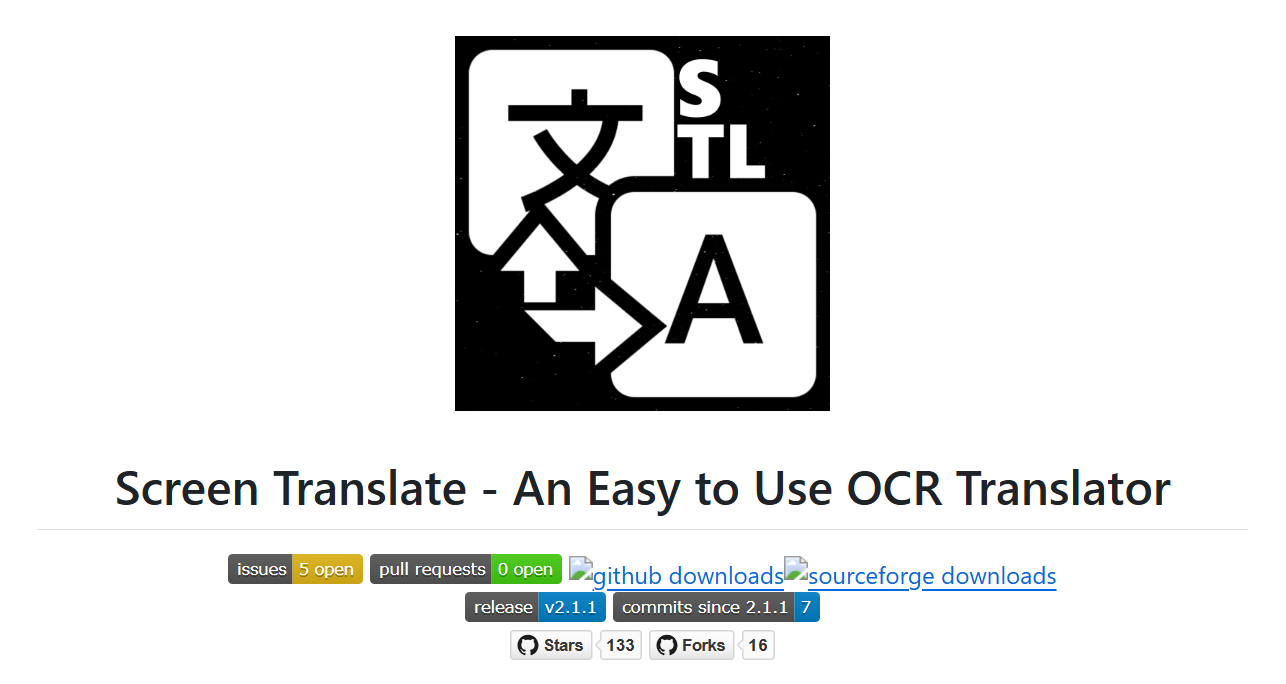 文
S
TL
A
Screen Translate - An Easy to Use OCR Translator
issues 5 open pull requests 0 open github downloads sourceforge downloads
release v2.1.1 commits since 2.1.1 7
Stars 133 Forks 16